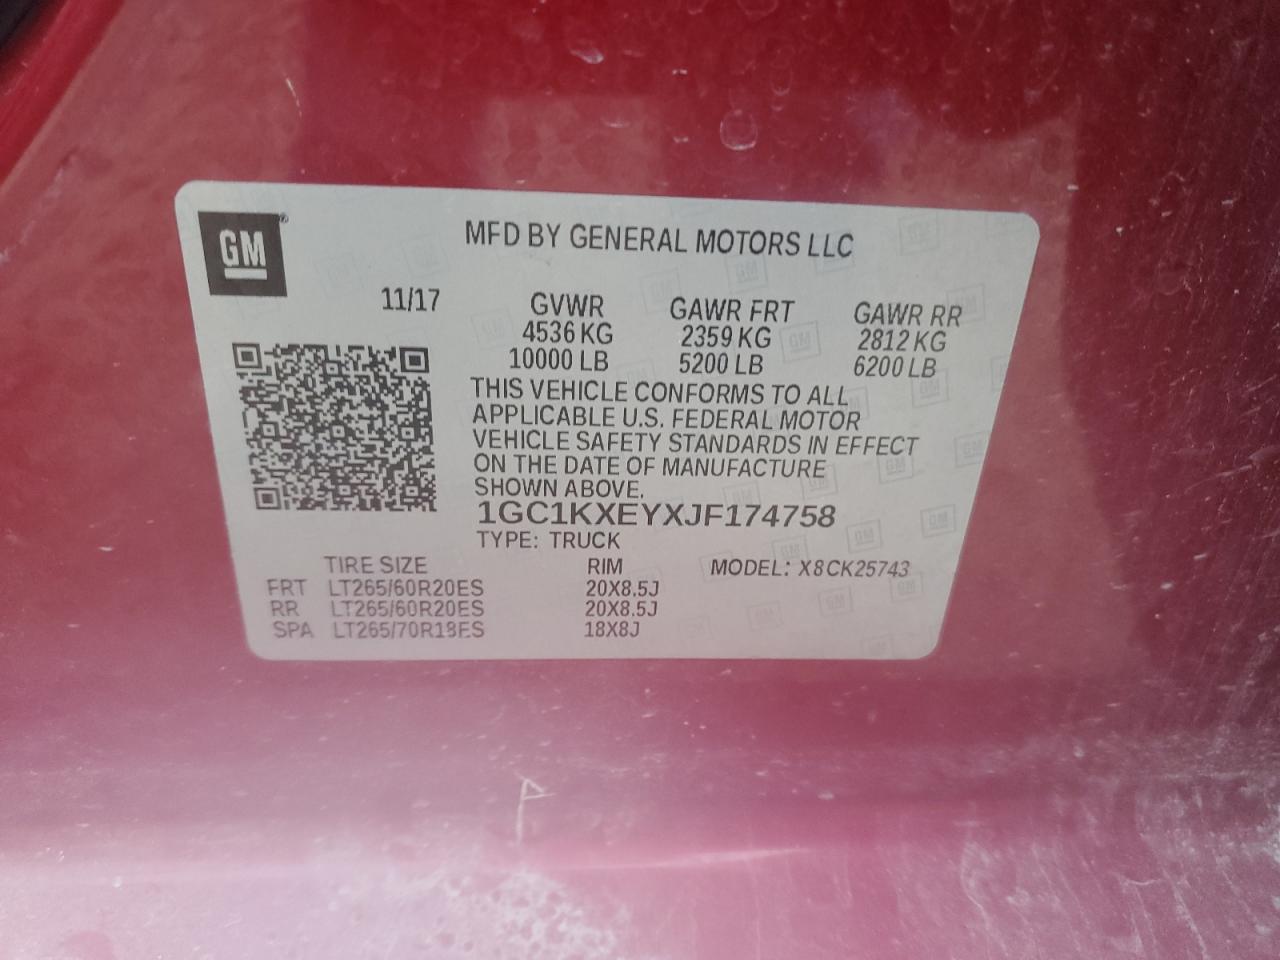 GM
MFD BY GENERAL MOTORS LLC
11/17 GVWR GAWR FRT GAWR RR
4536 KG 2359 KG 2812 KG
10000 LB 5200 LB 6200 LB
THIS VEHICLE CONFORMS TO ALL
APPLICABLE U.S. FEDERAL MOTOR
VEHICLE SAFETY STANDARDS IN EFFECT
ON THE DATE OF MANUFACTURE
SHOWN ABOVE.
1GC1KXEYXJF174758
TYPE: TRUCK
TIRE SIZE RIM MODEL: X8CK25743
FRT LT265/60R20ES 20X8.5J
RR LT265/60R20ES 20X8.5J
SPA LT265/70R18ES 18X8J